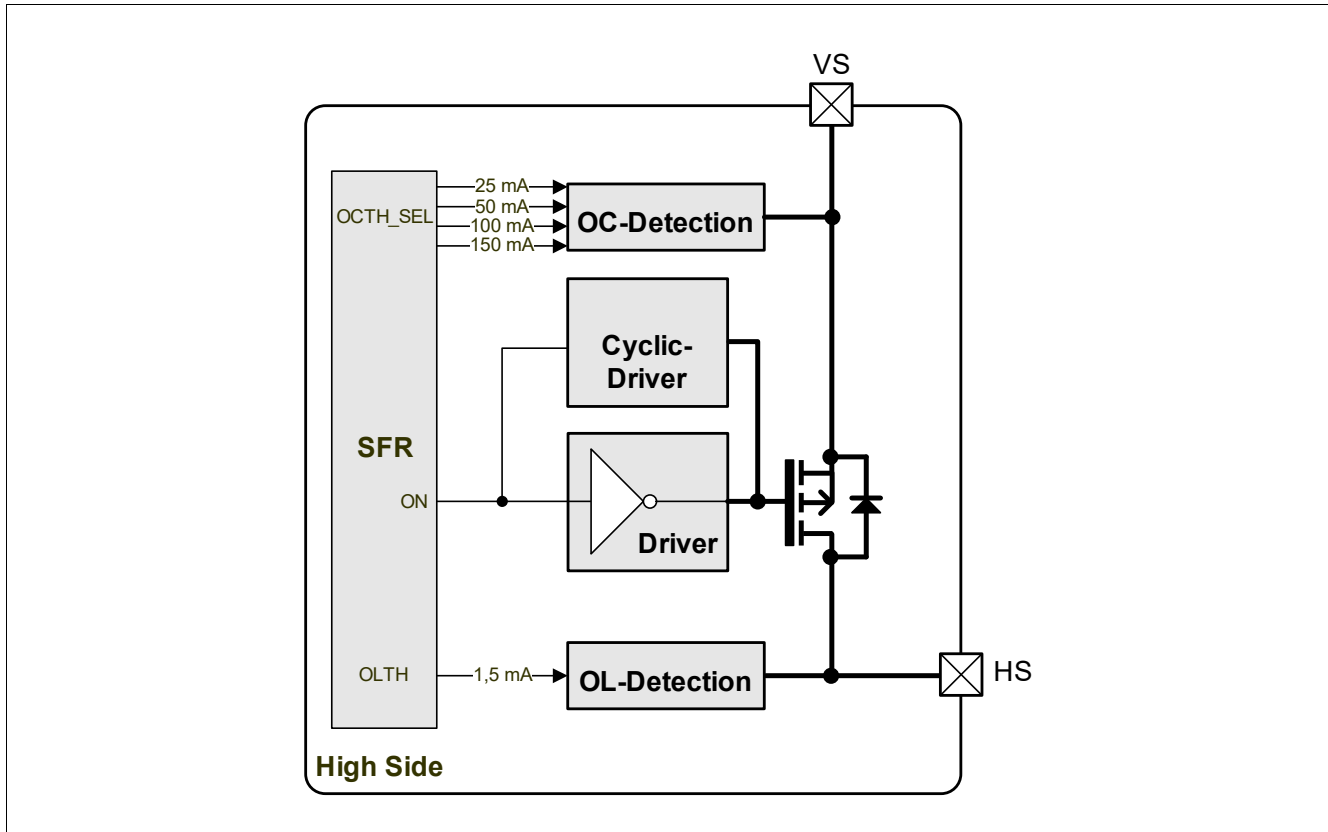 VS
25 mA
50 mA
OCTH_SEL
100 mA
150 mA
OC-Detection
Cyclic-
Driver
SFR
ON
Driver
OLTH
1,5 mA
OL-Detection
HS
High Side